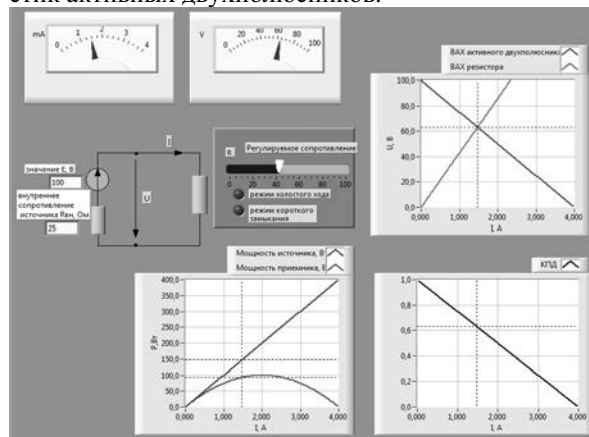 стик активных двухполюсников.
mA
0 1 2 3 4
V
0 20 40 60 80 100
ВАХ активного двухполюсника
ВАХ резистора
100,0
80,0
60,0
40,0
20,0
0,0
U, В
0,000 1,000 2,000 3,000 4,000
I, А
I
U
значение E, В
100
внутреннее
сопротивление
источника Rвн, Ом
25
R Регулируемое сопротивление
0 20 40 60 80 100
режим холостого хода
режим короткого
замыкания
Мощность источника, В
Мощность приемника, В
400,0
350,0
300,0
250,0
200,0
150,0
100,0
50,0
0,0
P,Вт
0,000 1,000 2,000 3,000 4,000
I, А
КПД
1,0
0,8
0,6
0,4
0,2
0,0
0,000 1,000 2,000 3,000 4,000
I, А